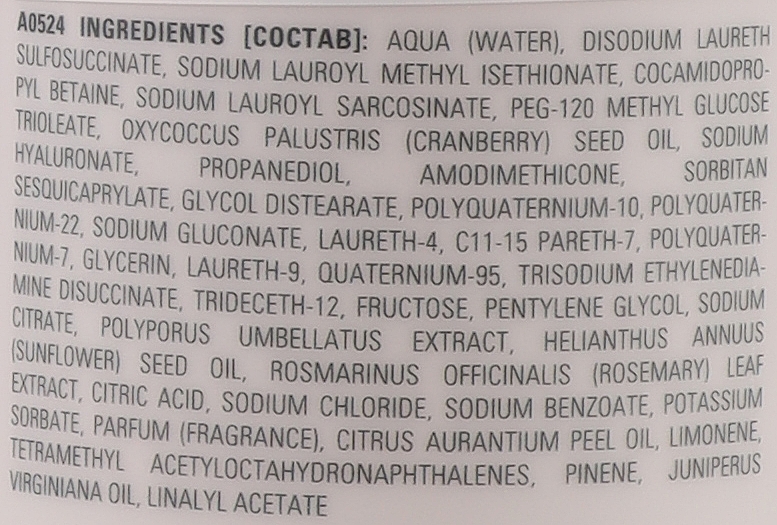 A0524 INGREDIENTS [СОСТАВ]: AQUA (WATER), DISODIUM LAURETH
SULFOSUCCINATE, SODIUM LAUROYL METHYL ISETHIONATE, COCAMIDOPRO-
PYL BETAINE, SODIUM LAUROYL SARCOSINATE, PEG-120 METHYL GLUCOSE
TRIOLEATE, OXYCOCCUS PALUSTRIS (CRANBERRY) SEED OIL, SODIUM
HYALURONATE, PROPANEDIOL, AMODIMETHICONE, SORBITAN
SESQUICAPRYLATE, GLYCOL DISTEARATE, POLYQUATERNIUM-10, POLYQUATER-
NIUM-22, SODIUM GLUCONATE, LAURETH-4, C11-15 PARETH-7, POLYQUATER-
NIUM-7, GLYCERIN, LAURETH-9, QUATERNIUM-95, TRISODIUM ETHYLENEDIA-
MINE DISUCCINATE, TRIDECETH-12, FRUCTOSE, PENTYLENE GLYCOL, SODIUM
CITRATE, POLYPORUS UMBELLATUS EXTRACT, HELIANTHUS ANNUUS
(SUNFLOWER) SEED OIL, ROSMARINUS OFFICINALIS (ROSEMARY) LEAF
EXTRACT, CITRIC ACID, SODIUM CHLORIDE, SODIUM BENZOATE, POTASSIUM
SORBATE, PARFUM (FRAGRANCE), CITRUS AURANTIUM PEEL OIL, LIMONENE,
TETRAMETHYL ACETYLOCTAHYDRONAPHTHALENES, PINENE, JUNIPERUS
VIRGINIANA OIL, LINALYL ACETATE